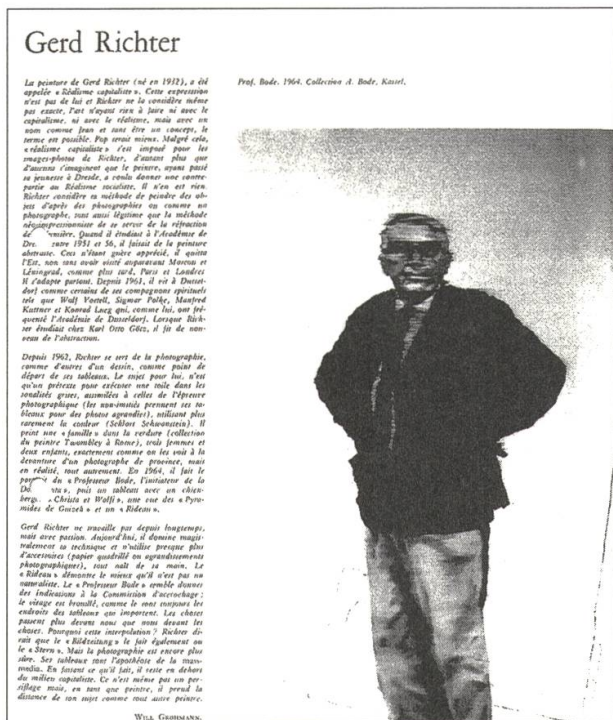 Gerd Richter
La peinture de Gerd Richter (né en 1932), a été
appelée « Réalisme capitaliste ». Cette expression
n'est pas de lui et Richter ne la considère même
pas exacte, l'art n'ayant rien à faire ni avec le
capitalisme, ni avec le réalisme, mais avec un
nom comme Jean et sans être un concept, le
terme est possible. Pop serait mieux. Malgré cela,
« réalisme capitaliste » s'est imposé pour les
images-photos de Richter, d'autant plus que
d'aucuns s'imaginent que le peintre, ayant passé
sa jeunesse à Dresde, a voulu donner une contre-
partie au Réalisme socialiste. Il n'en est rien.
Richter considère sa méthode de peindre des ob-
jets d'après des photographies ou comme un
photographe, tout aussi légitime que la méthode
néoimpressionniste de se servir de la réfraction
de lumière. Quand il étudiait à l'Académie de
Dre entre 1951 et 56, il faisait de la peinture
abstraite. Ceci n'étant guère apprécié, il quitta
l'Est, non sans avoir visité auparavant Moscou et
Léningrad, comme plus tard, Paris et Londres.
Il s'adapte partout. Depuis 1961, il vit à Dussel-
dorf comme certains de ses compagnons spirituels
tels que Wolf Vostell, Sigmar Polke, Manfred
Kuttner et Konrad Lueg qui, comme lui, ont fré-
quenté l'Académie de Dusseldorf. Lorsque Rich-
ter étudiait chez Karl Otto Götz, il fit de nou-
veau de l'abstraction.
Depuis 1962, Richter se sert de la photographie,
comme d'autres d'un dessin, comme point de
départ de ses tableaux. Le sujet pour lui, n'est
qu'un prétexte pour exécuter une toile dans les
tonalités grises, assimilées à celles de l'épreuve
photographique (les non-initiés prennent ses ta-
bleaux pour des photos agrandies), utilisant plus
rarement la couleur (Schloss Schwanstein). Il
peint une « famille » dans la verdure (collection
du peintre Twombley à Rome), trois femmes et
deux enfants, exactement comme on les voit à la
devanture d'un photographe de province, mais
en réalité, tout autrement. En 1964, il fait le
portrait du « Professeur Bode, l'initiateur de la
Do nta », puis un tableau avec un chien-
berg « Christa et Wolfi », une vue des « Pyra-
mides de Guizeh » et un « Rideau ».
Gerd Richter ne travaille pas depuis longtemps,
mais avec passion. Aujourd'hui, il domine magis-
tralement sa technique et n'utilise presque plus
d'accessoires (papier quadrillé ou agrandissements
photographiques), tout naît de sa main. Le
« Rideau » démontre le mieux qu'il n'est pas un
naturaliste. Le « Professeur Bode » semble donner
des indications à la Commission d'accrochage ;
le visage est brouillé, comme le sont toujours les
endroits des tableaux qui importent. Les choses
passent plus devant nous que nous devant les
choses. Pourquoi cette interpolation ? Richter di-
rait que le « Bildzeitung » le fait également ou
le « Stern ». Mais la photographie est encore plus
sûre. Ses tableaux sont l'apothéose de la mass-
media. En faisant ce qu'il fait, il reste en dehors
du milieu capitaliste. Ce n'est même pas un per-
siflage mais, en tant que peintre, il prend la
distance de son sujet comme tout autre peintre.
WILL GROHMANN.
Prof. Bode. 1964. Collection A. Bode, Kassel.